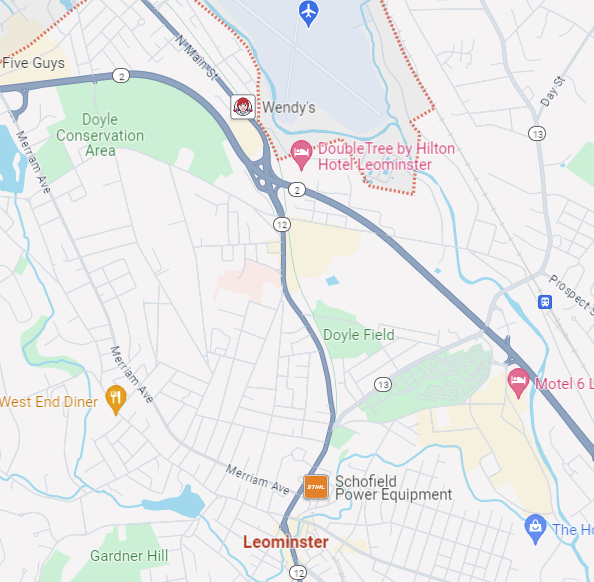 N Main St
Five Guys
2
Day St
Wendy's
Doyle
Conservation
Area
13
DoubleTree by Hilton
Hotel Leominster
Merriam Ave
2
12
Prospect S
Doyle Field
Merriam Ave
13
Motel 6 L
West End Diner
Merriam Ave
STIHL
Schofield
Power Equipment
The Ho
Leominster
Gardner Hill
12